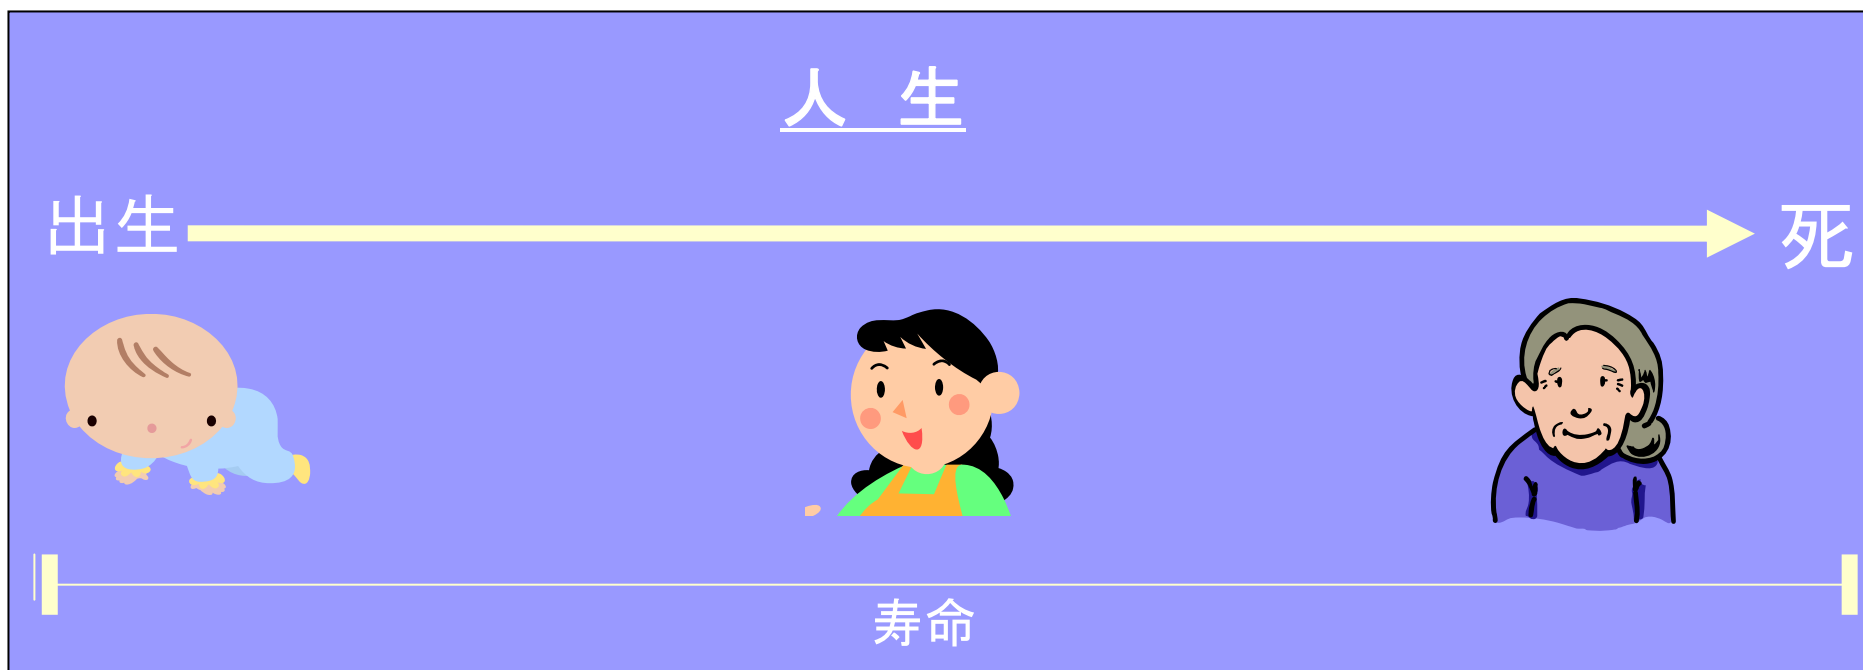 人 生
出生 死
寿命